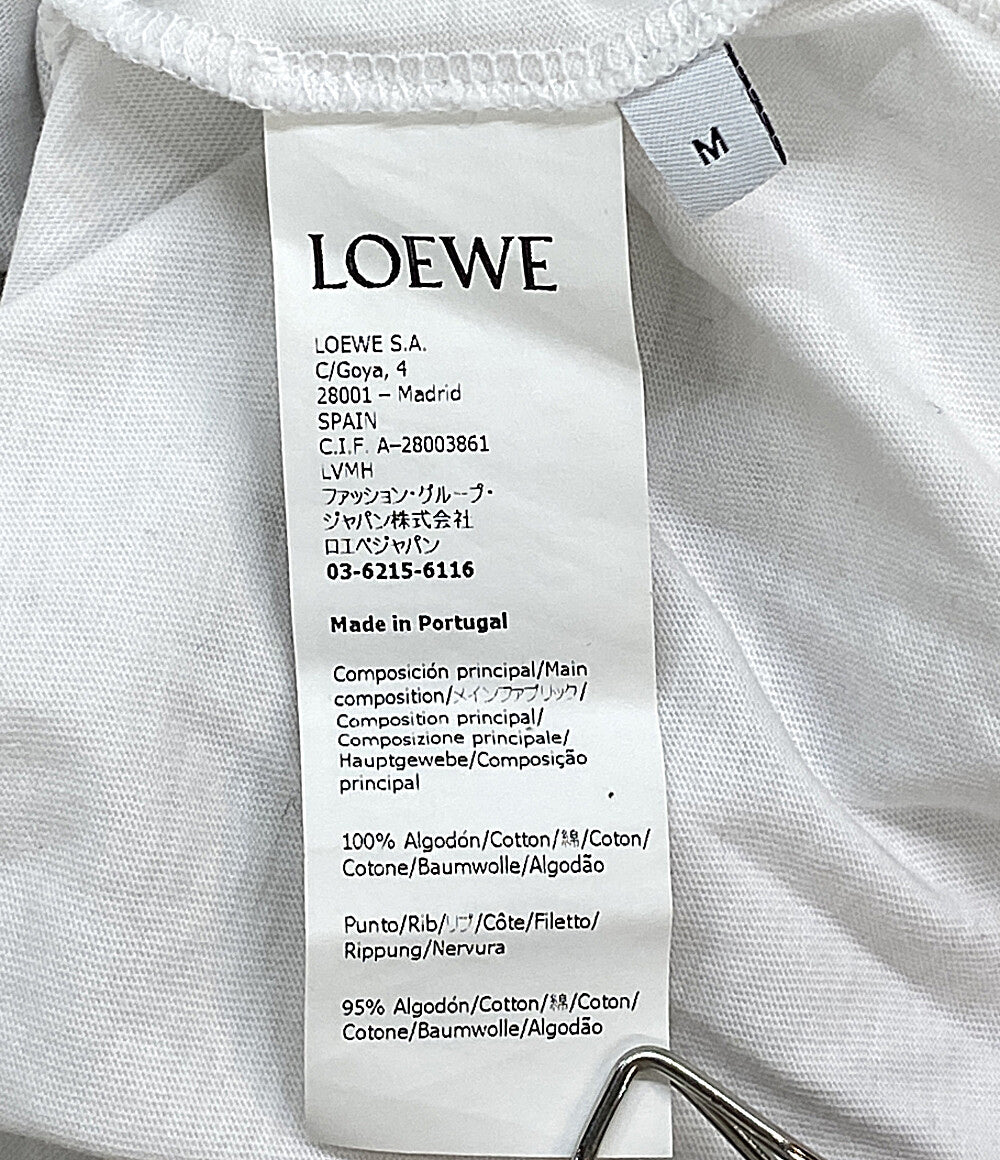 M
LOEWE
LOEWE S.A.
C/Goya, 4
28001 – Madrid
SPAIN
C.I.F. A–28003861
LVMH
ファッション・グループ・
ジャパン株式会社
ロエベジャパン
03-6215-6116
Made in Portugal
Composición principal/Main
composition/メインファブリック/
Composition principal/
Composizione principale/
Hauptgewebe/Composição
principal
100% Algodón/Cotton/綿/Coton/
Cotone/Baumwolle/Algodão
Punto/Rib/リブ/Côte/Filetto/
Rippung/Nervura
95% Algodón/Cotton/綿/Coton/
Cotone/Baumwolle/Algodão